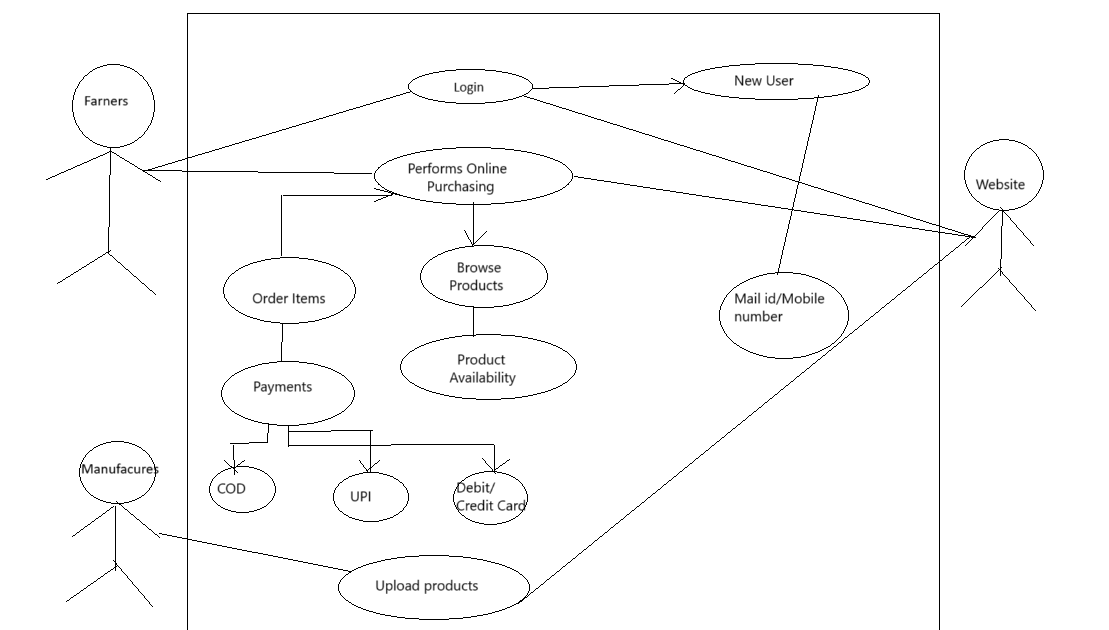 Farners
Login
New User
Performs Online
Purchasing
Website
Order Items
Browse
Products
Mail id/Mobile
number
Product
Availability
Payments
Manufacures
COD
UPI
Debit/
Credit Card
Upload products